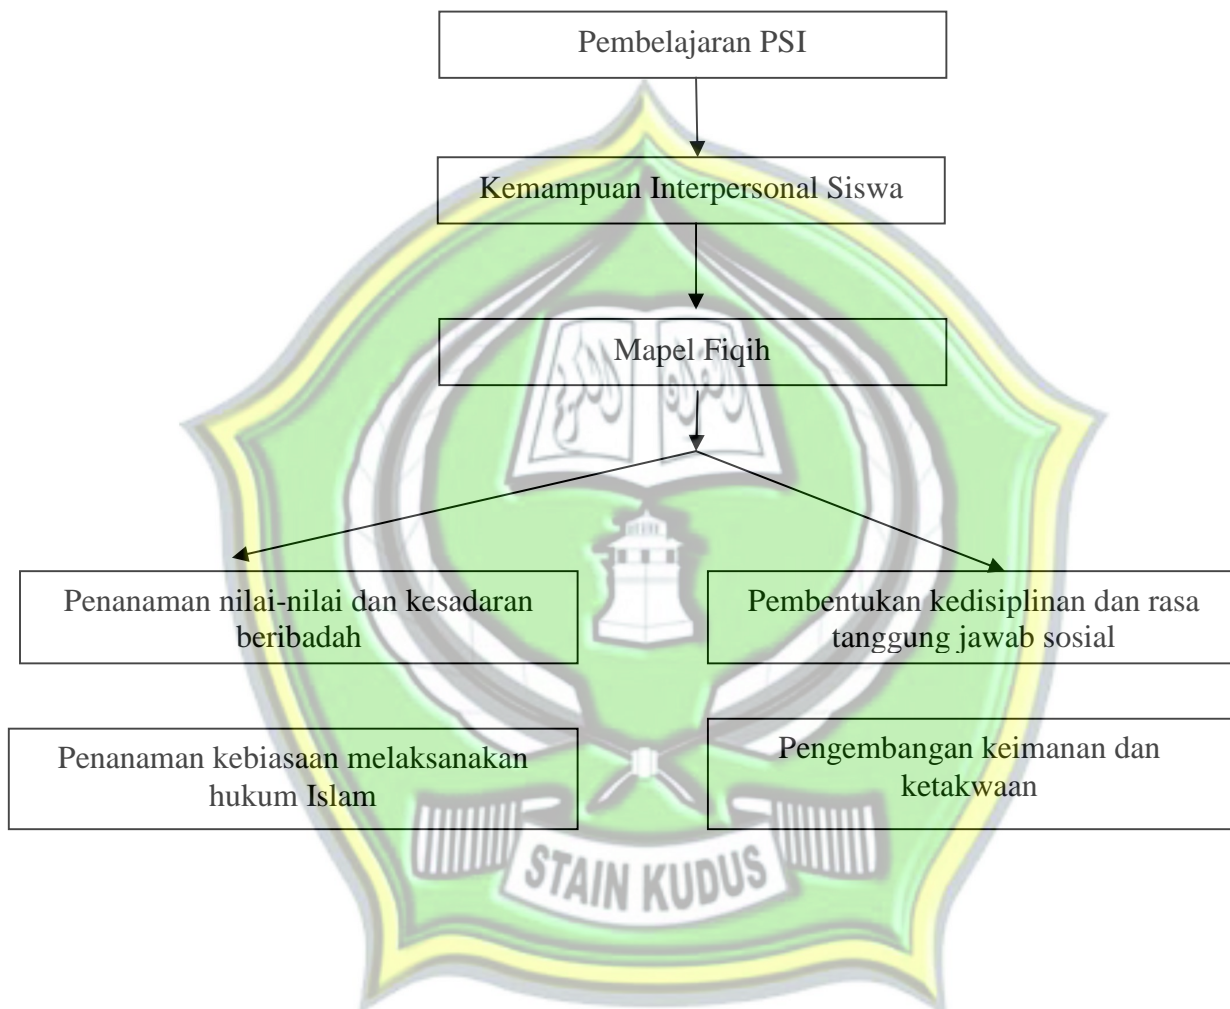 Pembelajaran PSI
Kemampuan Interpersonal Siswa
Mapel Fiqih
Penanaman nilai-nilai dan kesadaran
beribadah
Pembentukan kedisiplinan dan rasa
tanggung jawab sosial
Penanaman kebiasaan melaksanakan
hukum Islam
Pengembangan keimanan dan
ketakwaan
STAIN KUDUS